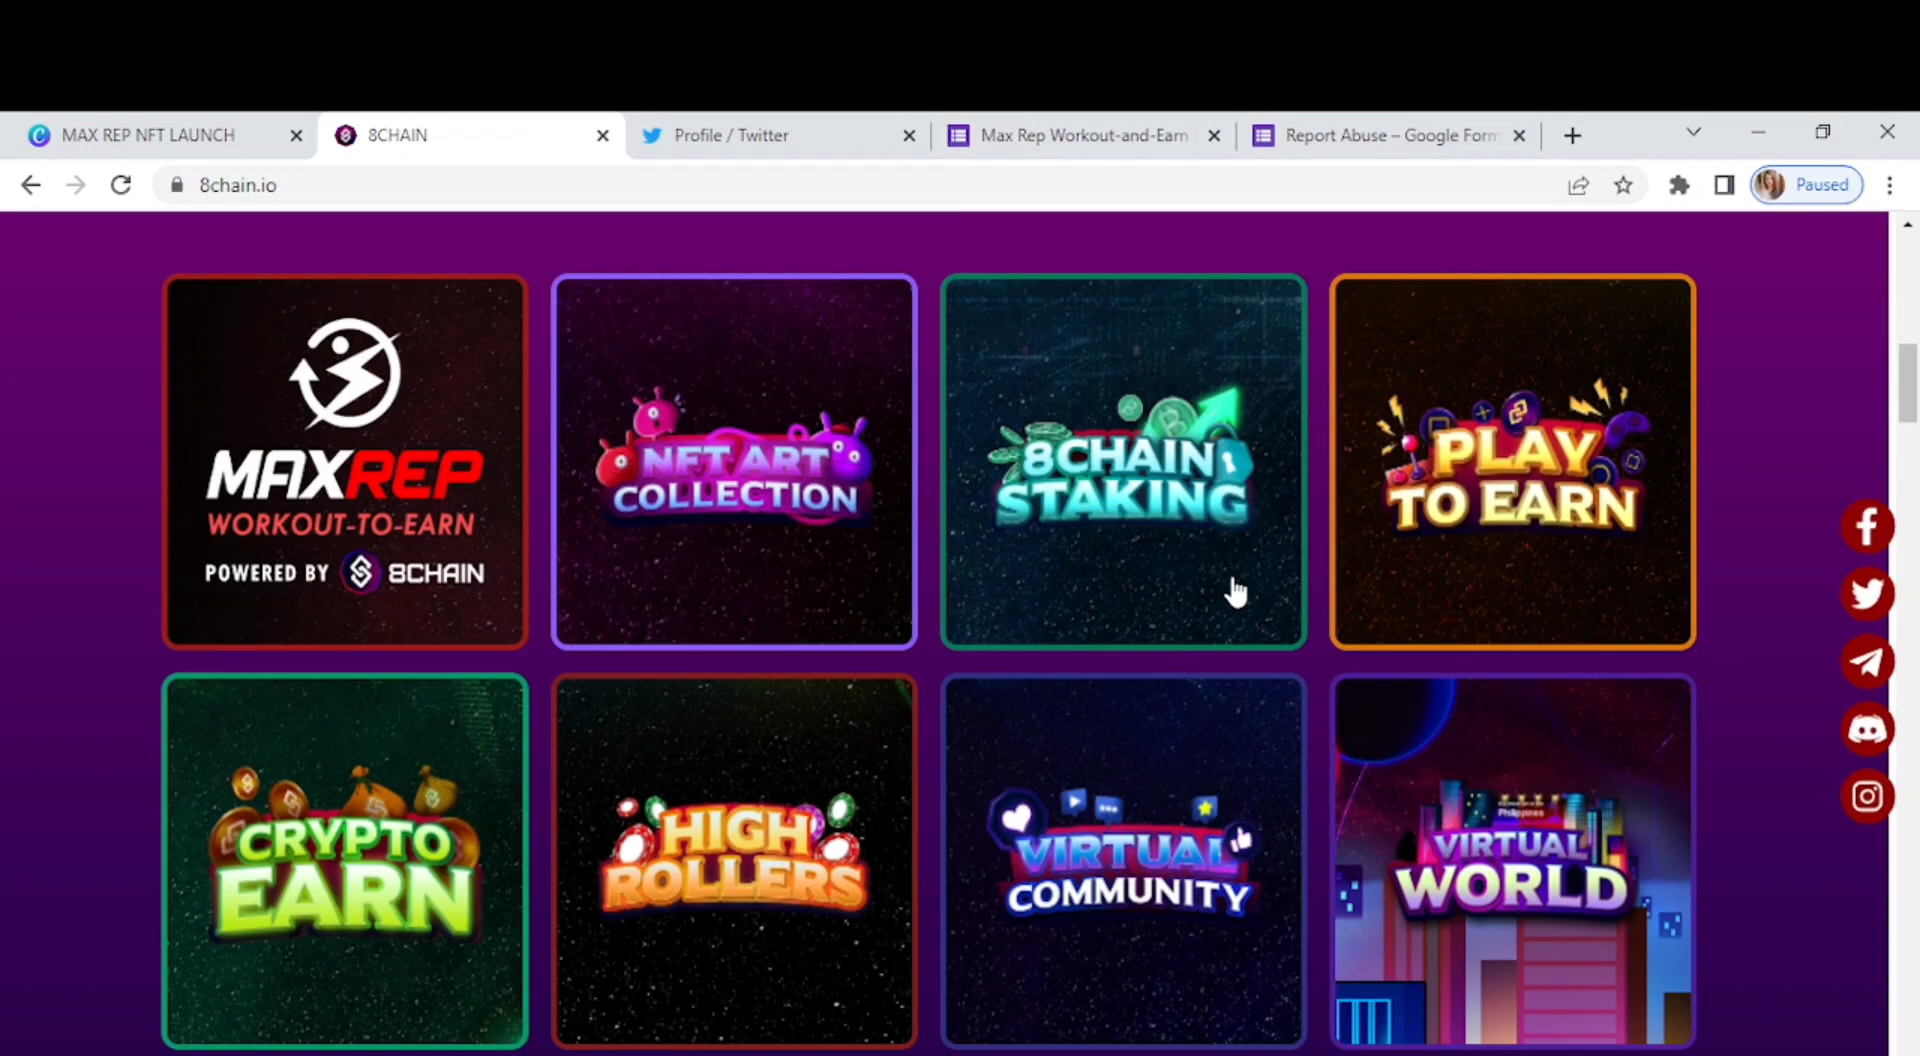 MAX REP NFT LAUNCH
8CHAIN
Profile / Twitter
Max Rep Workout-and-Earn
Report Abuse – Google Form
8chain.io
Paused
MAXREP
WORKOUT-TO-EARN
POWERED BY 8CHAIN
NFT ART
COLLECTION
8CHAIN
STAKING
PLAY
TO EARN
CRYPTO
EARN
HIGH
ROLLERS
VIRTUAL
COMMUNITY
Philippines
VIRTUAL
WORLD